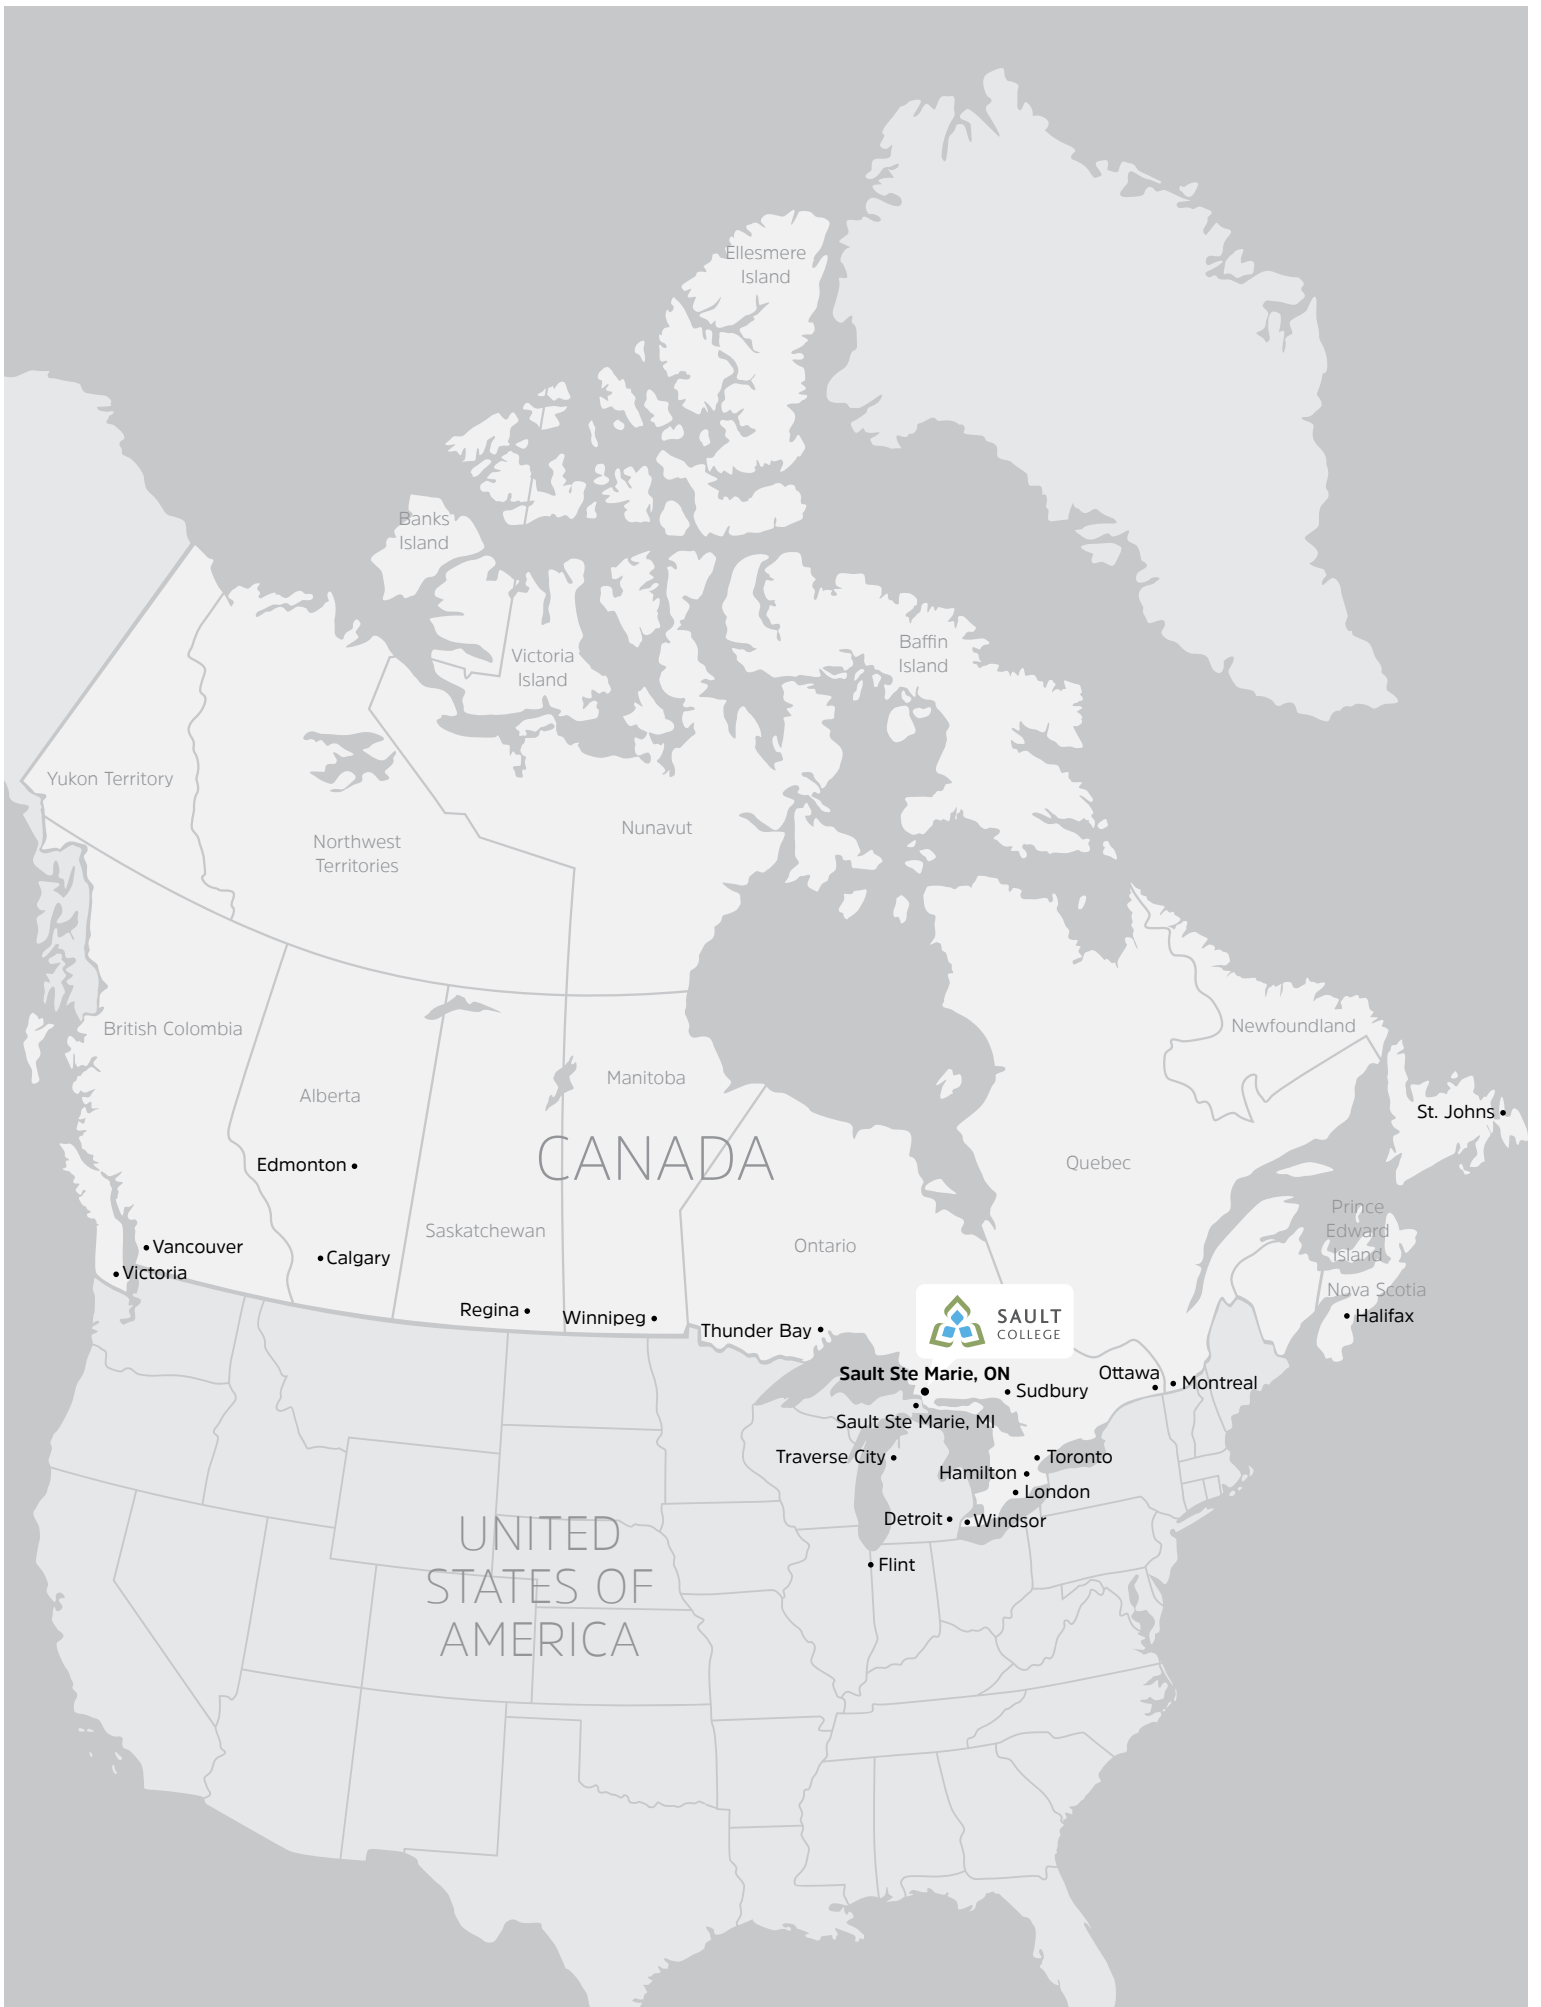 Ellesmere
Island
Banks
Island
Baffin
Island
Victoria
Island
Yukon Territory
Northwest
Territories
Nunavut
British Colombia
Newfoundland
Manitoba
Alberta
St. Johns
CANADA
Edmonton
Quebec
Prince
Edward
Island
Saskatchewan
Ontario
Vancouver
Calgary
Victoria
Nova Scotia
Regina
Winnipeg
Halifax
Thunder Bay
SAULT
COLLEGE
Sault Ste Marie, ON
Ottawa
Montreal
Sudbury
Sault Ste Marie, MI
Traverse City
Toronto
Hamilton
London
Detroit
Windsor
UNITED
STATES OF
AMERICA
Flint